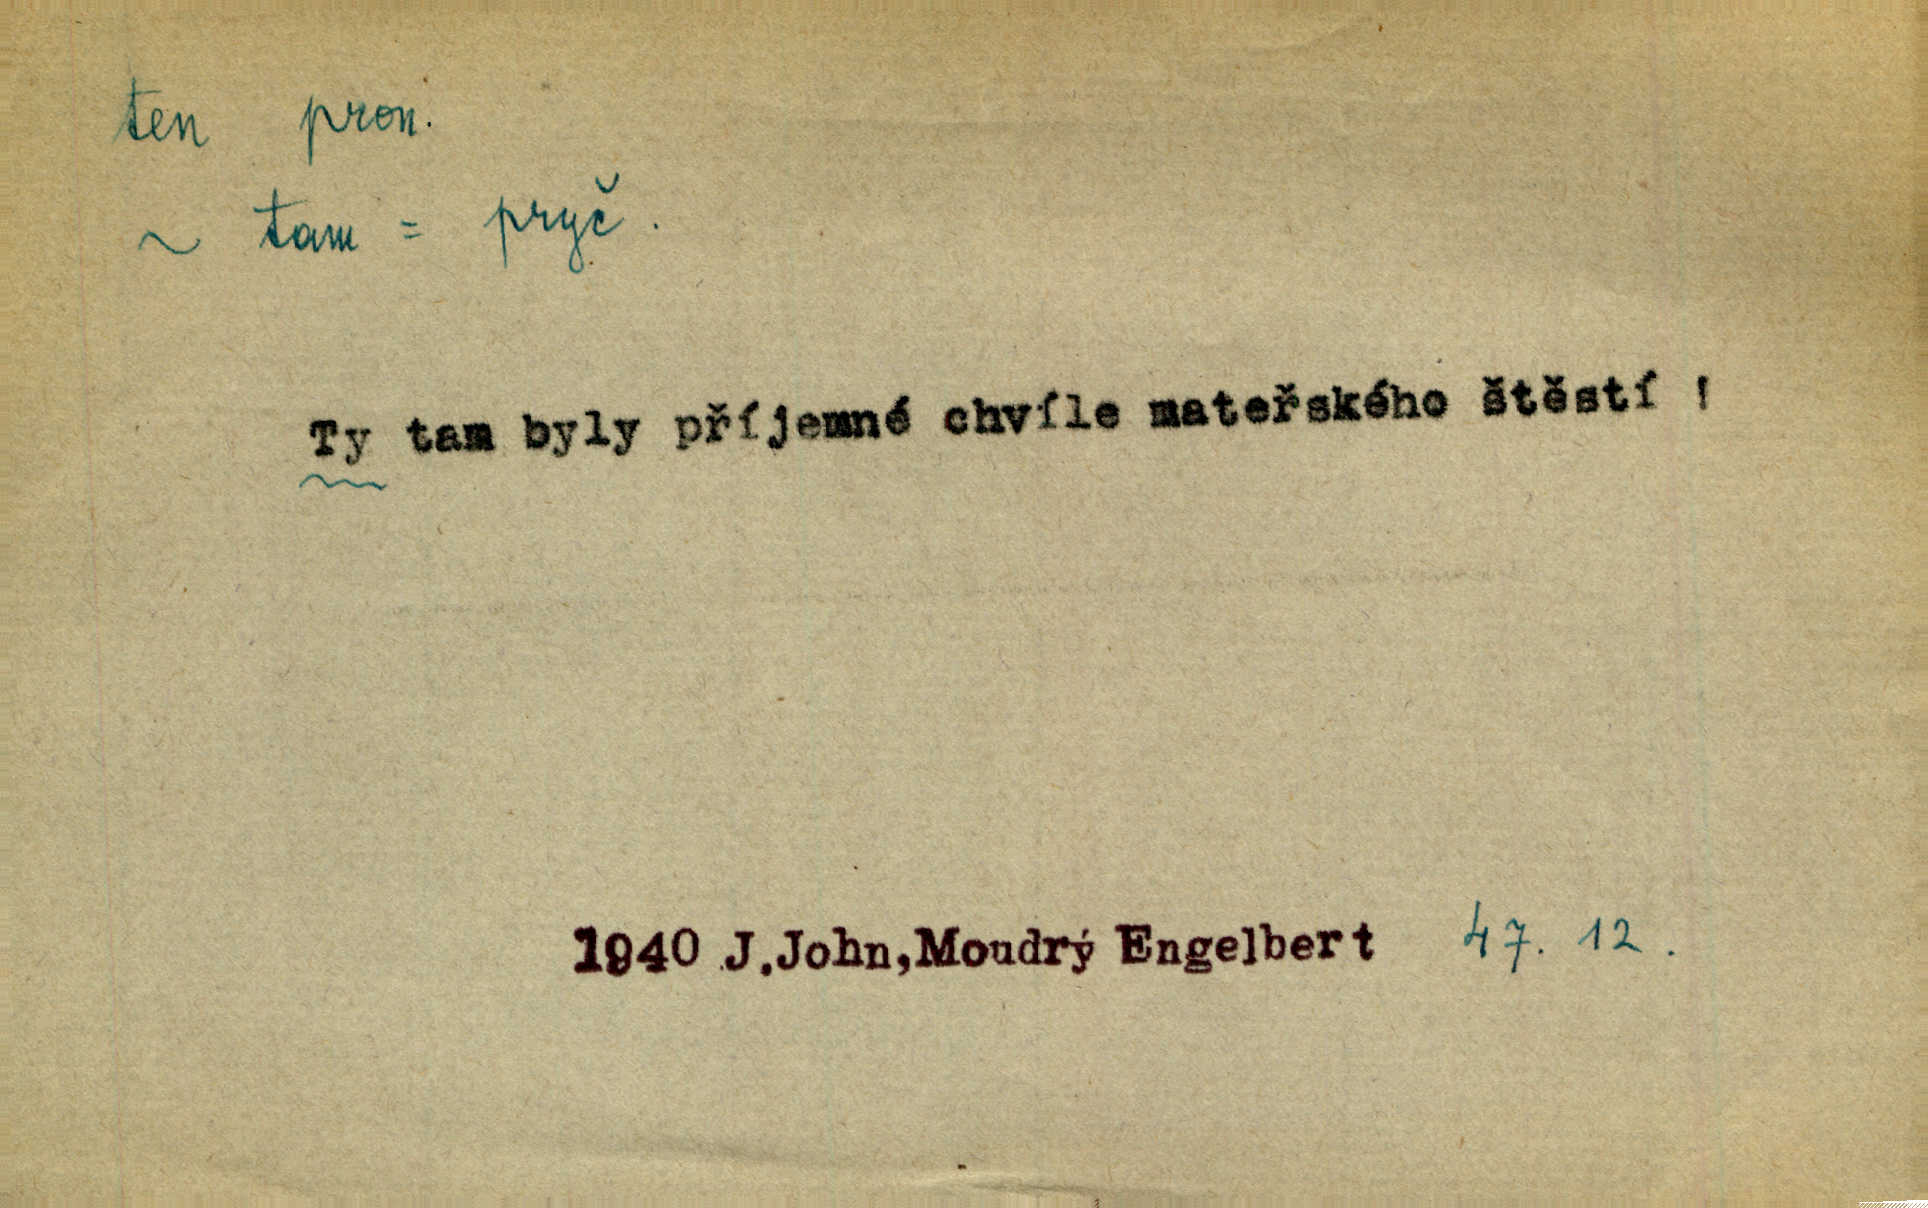 ten pron.
~ tam = pryč.
Ty tam byly příjemné chvíle mateřského štěstí !
1940 J.John,Moudrý Engelbert 47. 12.